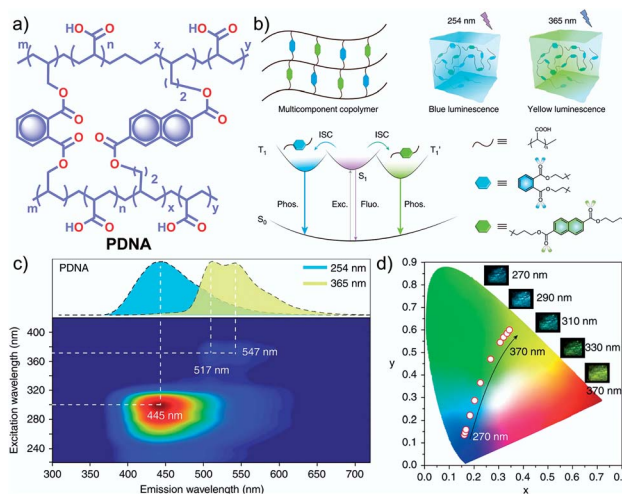 a)
HO
O
O
OH
m
n
x
y
2
O
O
O
O
O
O
O
O
2
m
n
x
y
HO
O
O
OH
PDNA
b)
254 nm
365 nm
Multicomponent copolymer
Blue luminescence
Yellow luminescence
ISC
ISC
T1
T1'
S1
Phos.
Exc.
Fluo.
Phos.
S0
COOH
c)
PDNA
254 nm
365 nm
547 nm
517 nm
445 nm
Excitation wavelength (nm)
400
360
320
280
240
300
400
500
600
700
Emission wavelength (nm)
d)
0.9
0.8
0.7
0.6
0.5
0.4
0.3
0.2
0.1
0.0
y
270 nm
290 nm
310 nm
330 nm
370 nm
370 nm
270 nm
0.0 0.1 0.2 0.3 0.4 0.5 0.6 0.7 0.8
x